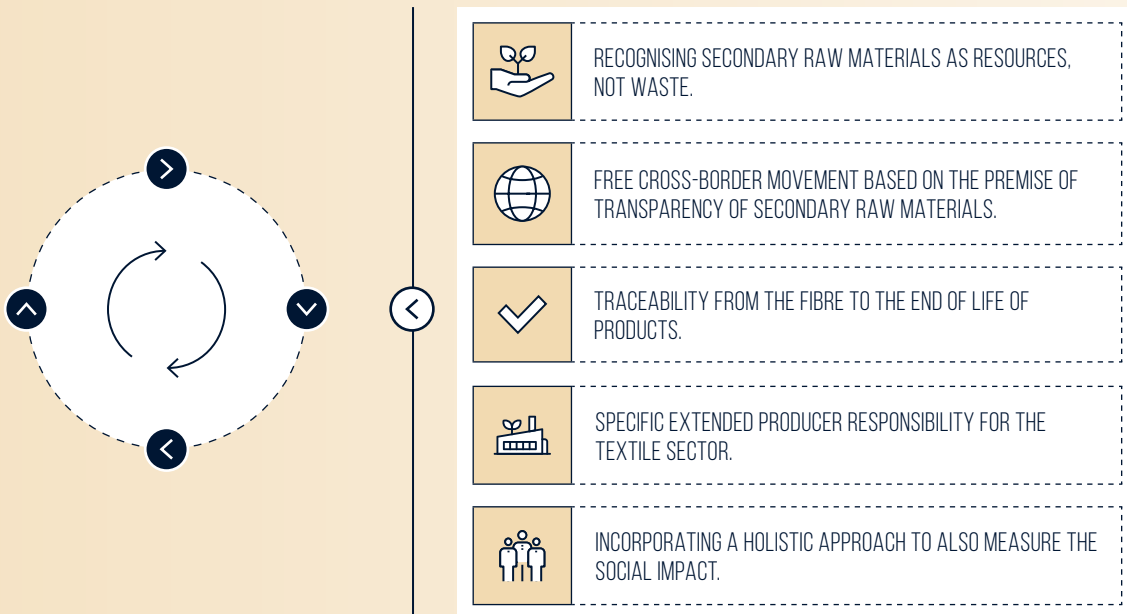 RECOGNISING SECONDARY RAW MATERIALS AS RESOURCES,
NOT WASTE.
FREE CROSS-BORDER MOVEMENT BASED ON THE PREMISE OF
TRANSPARENCY OF SECONDARY RAW MATERIALS.
TRACEABILITY FROM THE FIBRE TO THE END OF LIFE OF
PRODUCTS.
SPECIFIC EXTENDED PRODUCER RESPONSIBILITY FOR THE
TEXTILE SECTOR.
INCORPORATING A HOLISTIC APPROACH TO ALSO MEASURE THE
SOCIAL IMPACT.